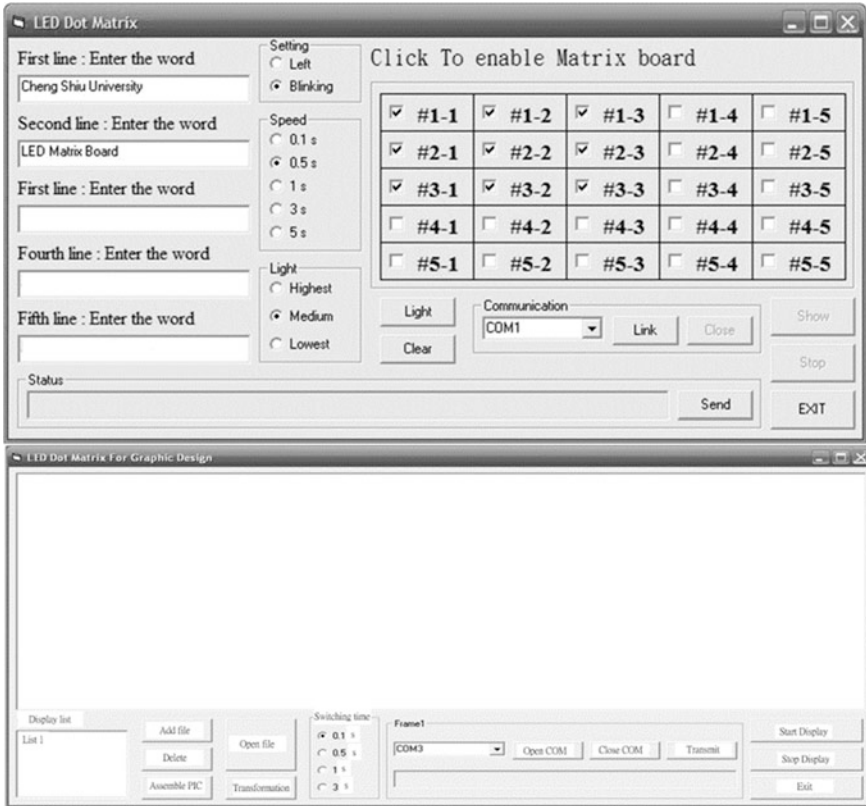 LED Dot Matrix
First line : Enter the word
Cheng Shiu University
Second line : Enter the word
LED Matrix Board
First line : Enter the word
Fourth line : Enter the word
Fifth line : Enter the word
Setting
Left
Blinking
Speed
0.1 s
0.5 s
1 s
3 s
5 s
Light
Highest
Medium
Lowest
Click To enable Matrix board
#1-1 #1-2 #1-3 #1-4 #1-5
#2-1 #2-2 #2-3 #2-4 #2-5
#3-1 #3-2 #3-3 #3-4 #3-5
#4-1 #4-2 #4-3 #4-4 #4-5
#5-1 #5-2 #5-3 #5-4 #5-5
Light
Clear
Communication
COM1 Link Close
Show
Stop
EXIT
Status
Send
LED Dot Matrix For Graphic Design
Display list
List 1
Add file
Delete
Assemble PIC
Open file
Transformation
Switching time
0.1 s
0.5 s
1 s
3 s
Frame1
COM3 Open COM Close COM Transmit
Start Display
Stop Display
Exit